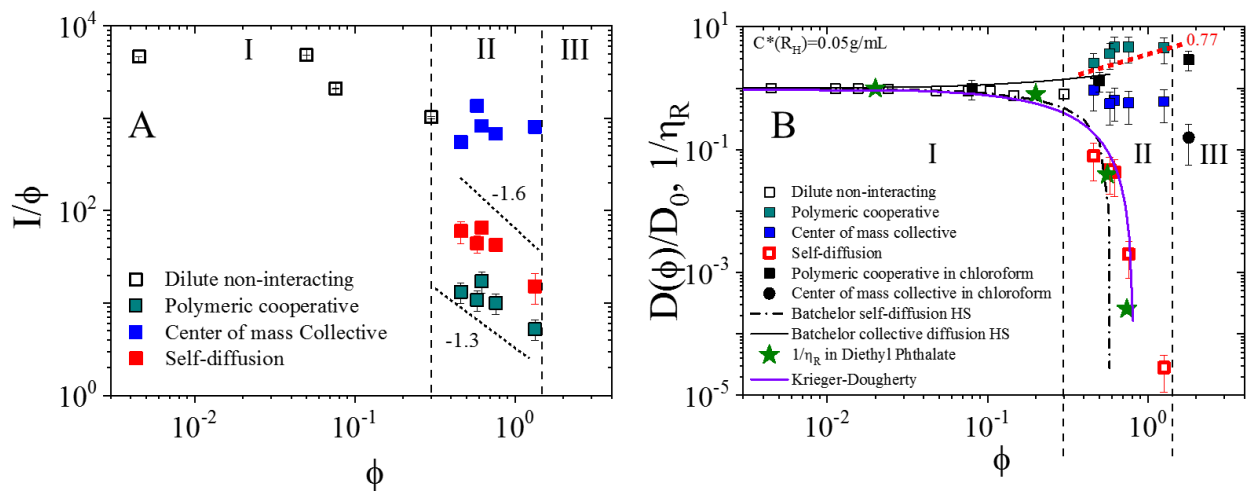 10^4
I
II
III
A
10^2
I/ϕ
-1.6
Dilute non-interacting
Polymeric cooperative
Center of mass Collective
Self-diffusion
-1.3
10^0
10^-2
10^-1
10^0
ϕ
C*(R_H)=0.05g/mL
10^1
0.77
B
D(ϕ)/D_0, 1/η_R
10^-1
I
II
III
Dilute non-interacting
Polymeric cooperative
Center of mass collective
Self-diffusion
Polymeric cooperative in chloroform
Center of mass collective in chloroform
Batchelor self-diffusion HS
Batchelor collective diffusion HS
1/η_R in Diethyl Phthalate
Krieger-Dougherty
10^-3
10^-5
10^-2
10^-1
10^0
ϕ